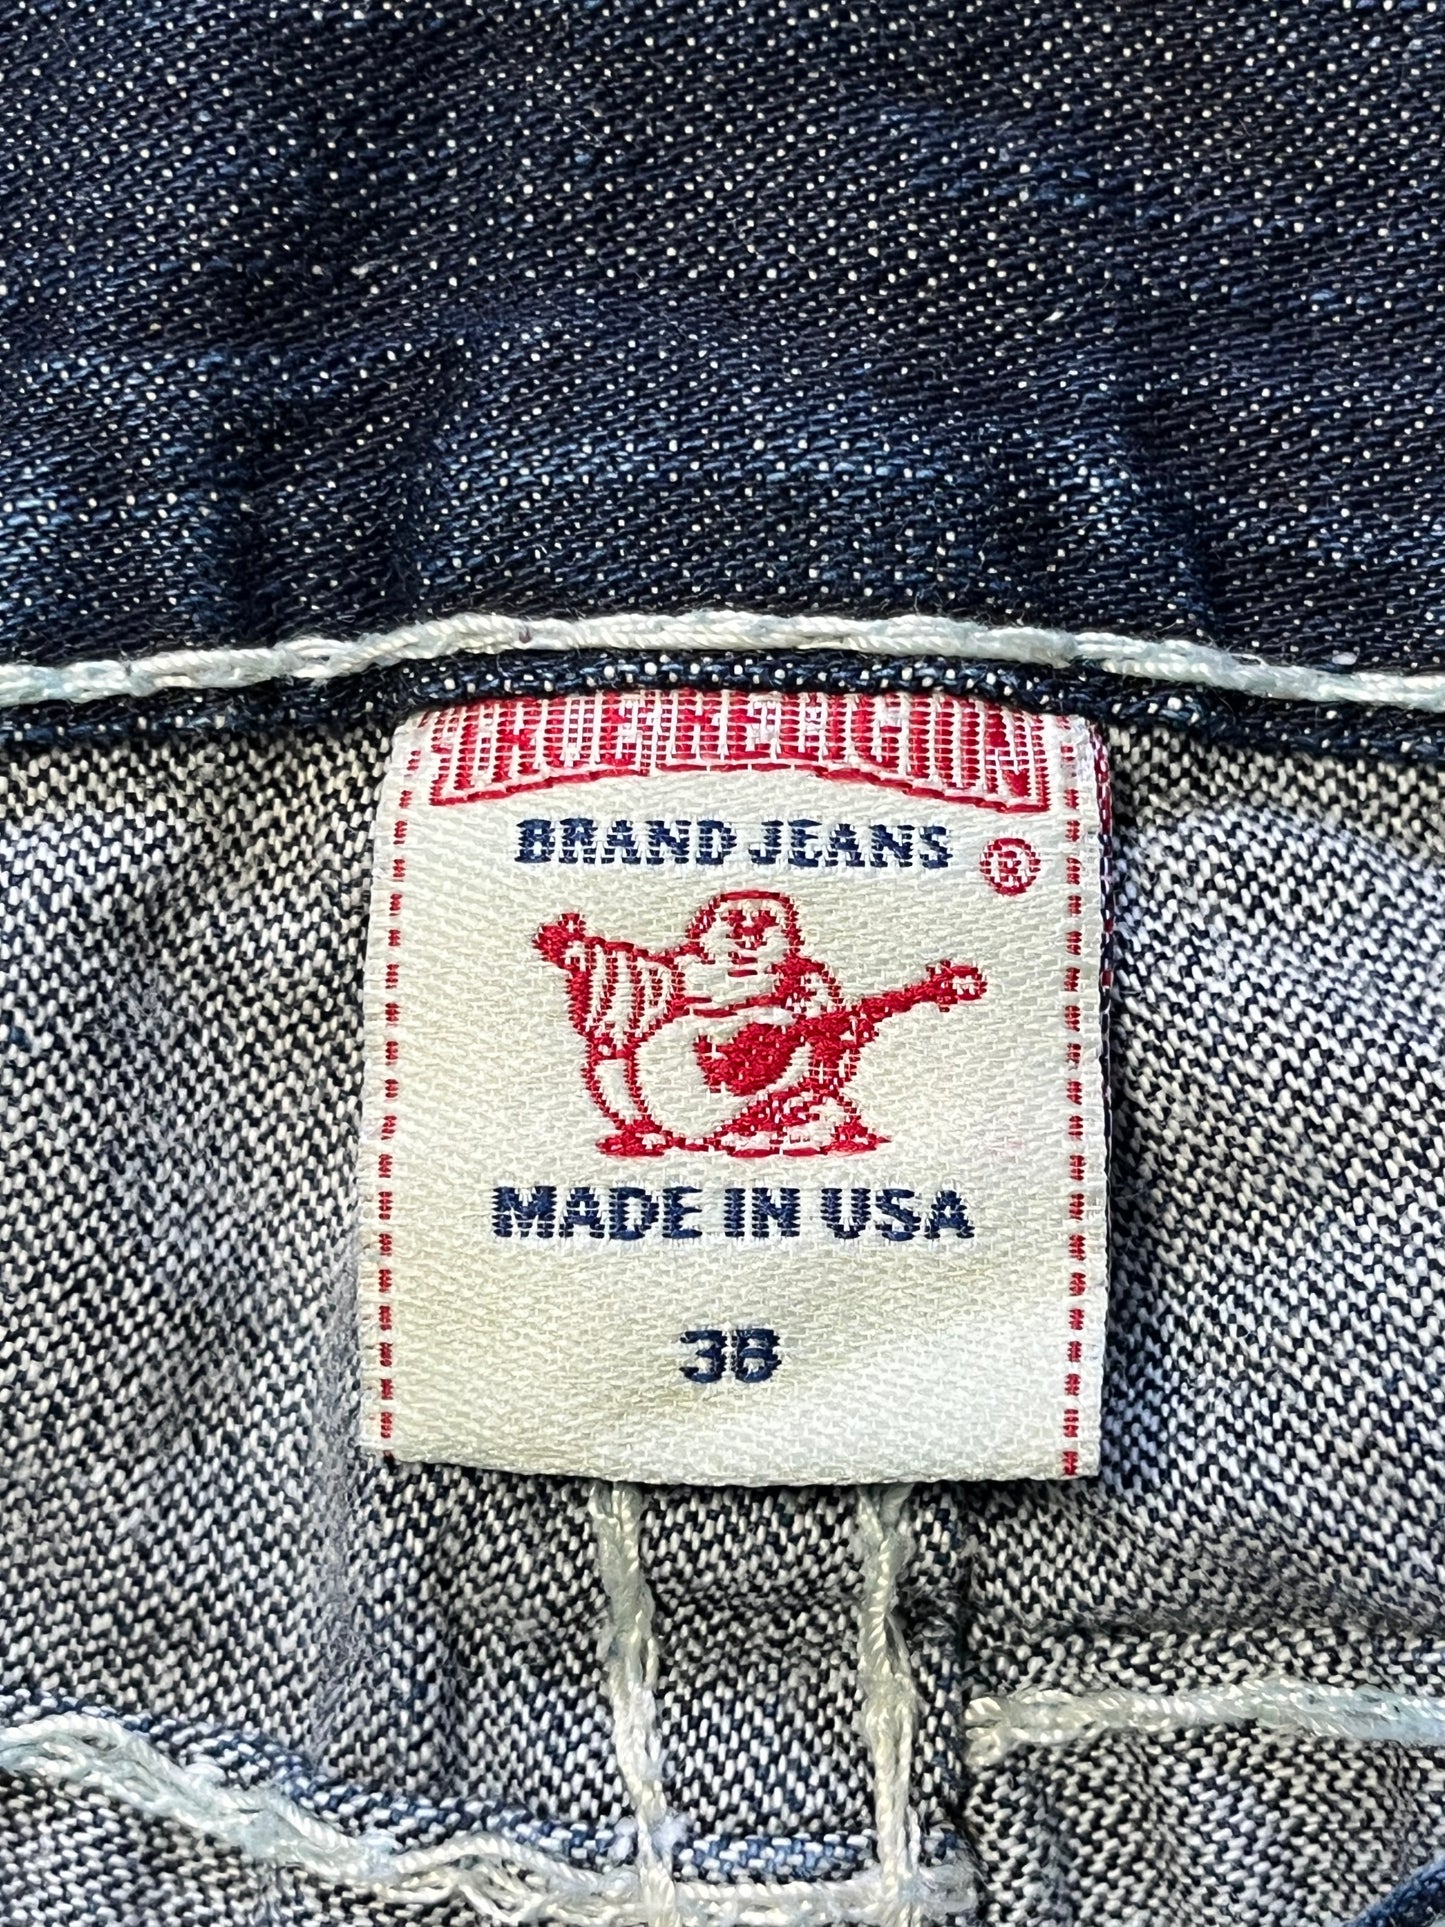 TRUE RELIGION
BRAND JEANS ®
MADE IN USA
38